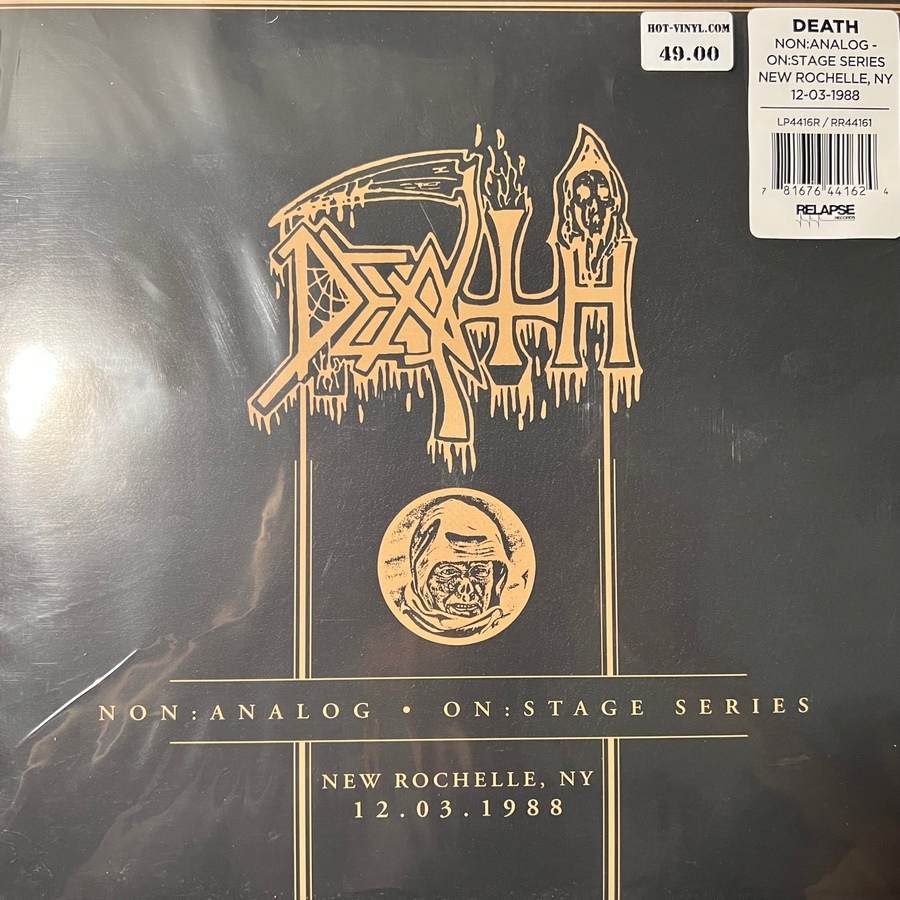 HOT-VINYL.COM
49.00
DEATH
NON:ANALOG -
ON:STAGE SERIES
NEW ROCHELLE, NY
12-03-1988
LP4416R / RR44161
7 81676 44162 4
RELAPSE
RECORDS
DEATH
NON:ANALOG • ON:STAGE SERIES
NEW ROCHELLE, NY
12.03.1988